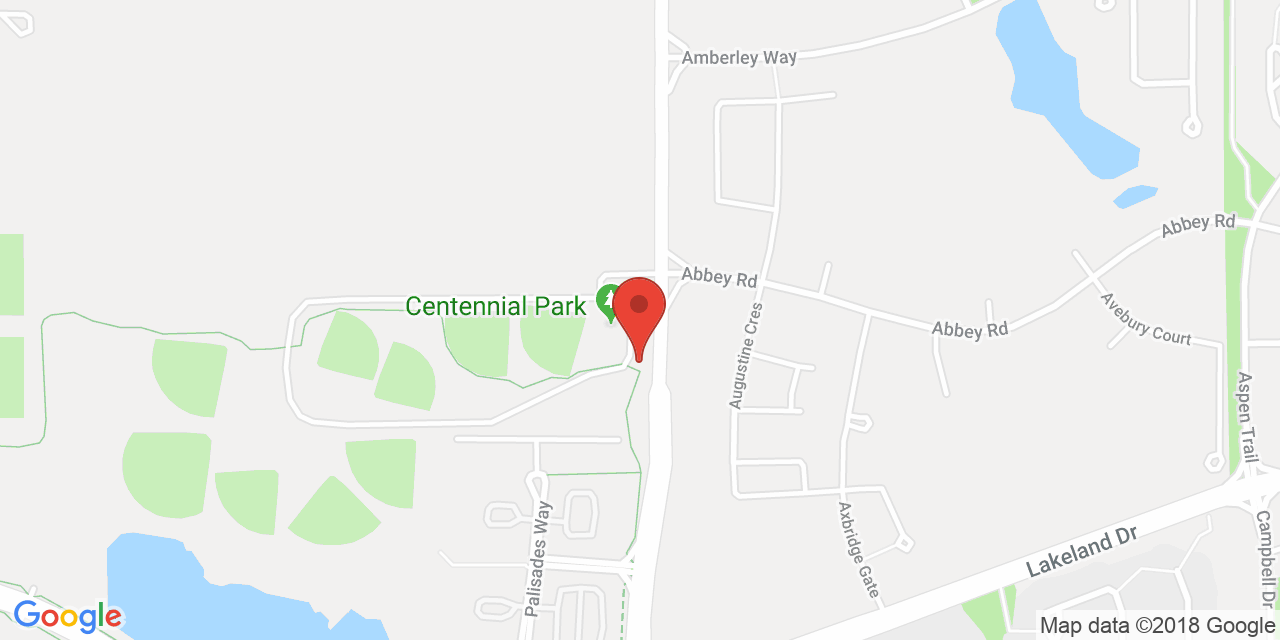 Amberley Way
Abbey Rd
Abbey Rd
Centennial Park
Abbey Rd
Avebury Court
Augustine Cres
Aspen Trail
Axbridge Gate
Palisades Way
Lakeland Dr
Campbell Dr
Google
Map data ©2018 Google